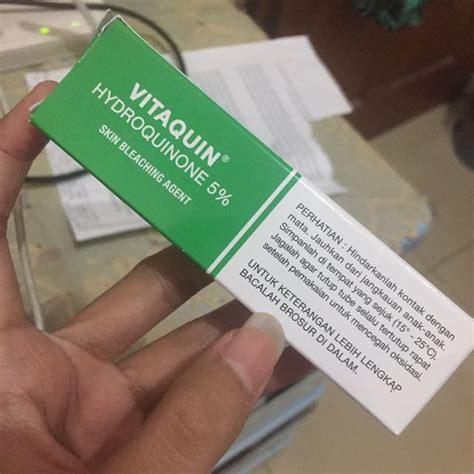 VITAQUIN®
HYDROQUINONE 5%
SKIN BLEACHING AGENT
PERHATIAN : Hindarkanlah kontak dengan
mata. Jauhkan dari jangkauan anak-anak.
Simpanlah di tempat yang sejuk (15° - 25°C).
Jagalah agar tutup tube selalu tertutup rapat
setelah pemakaian untuk mencegah oksidasi.
UNTUK KETERANGAN LEBIH LENGKAP
BACALAH BROSUR DI DALAM.